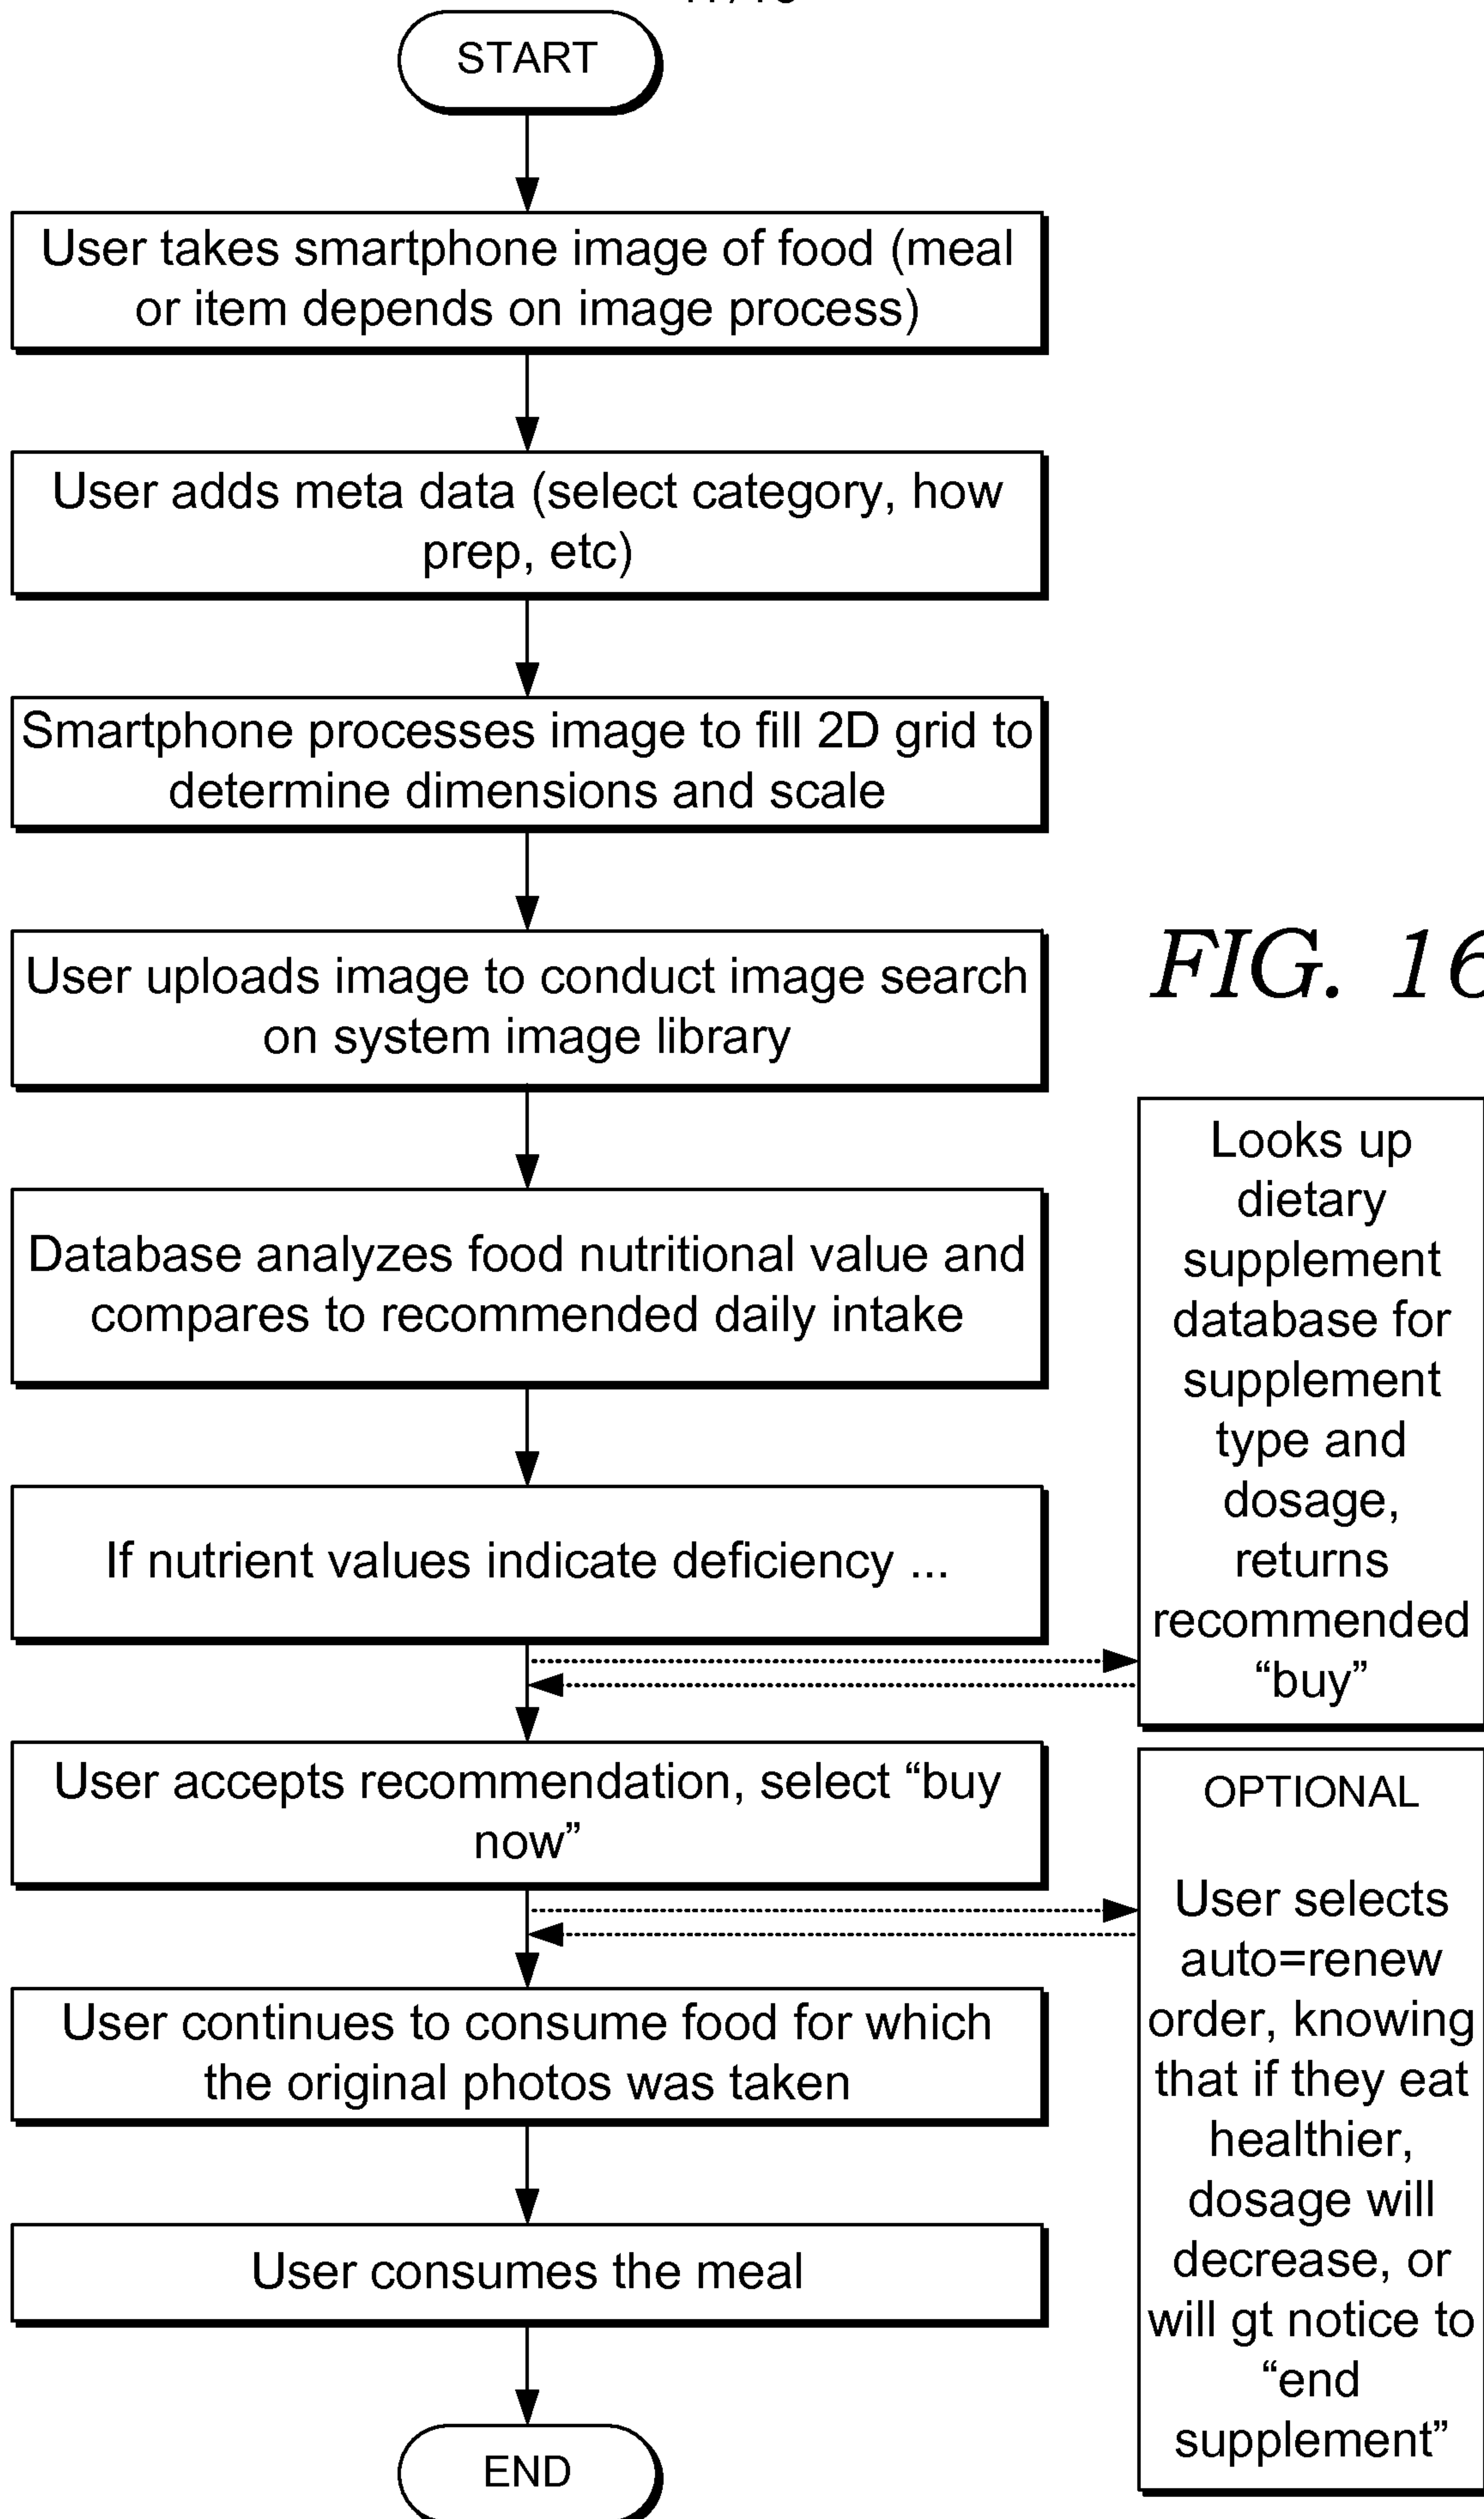 START
User takes smartphone image of food (meal
or item depends on image process)
User adds meta data (select category, how
prep, etc)
Smartphone processes image to fill 2D grid to
determine dimensions and scale
User uploads image to conduct image search
on system image library
FIG. 16
Database analyzes food nutritional value and
compares to recommended daily intake
If nutrient values indicate deficiency ...
Looks up
dietary
supplement
database for
supplement
type and
dosage,
returns
recommended
“buy”
User accepts recommendation, select “buy
now”
OPTIONAL
User selects
auto=renew
order, knowing
that if they eat
healthier,
dosage will
decrease, or
will gt notice to
“end
supplement”
User continues to consume food for which
the original photos was taken
User consumes the meal
END